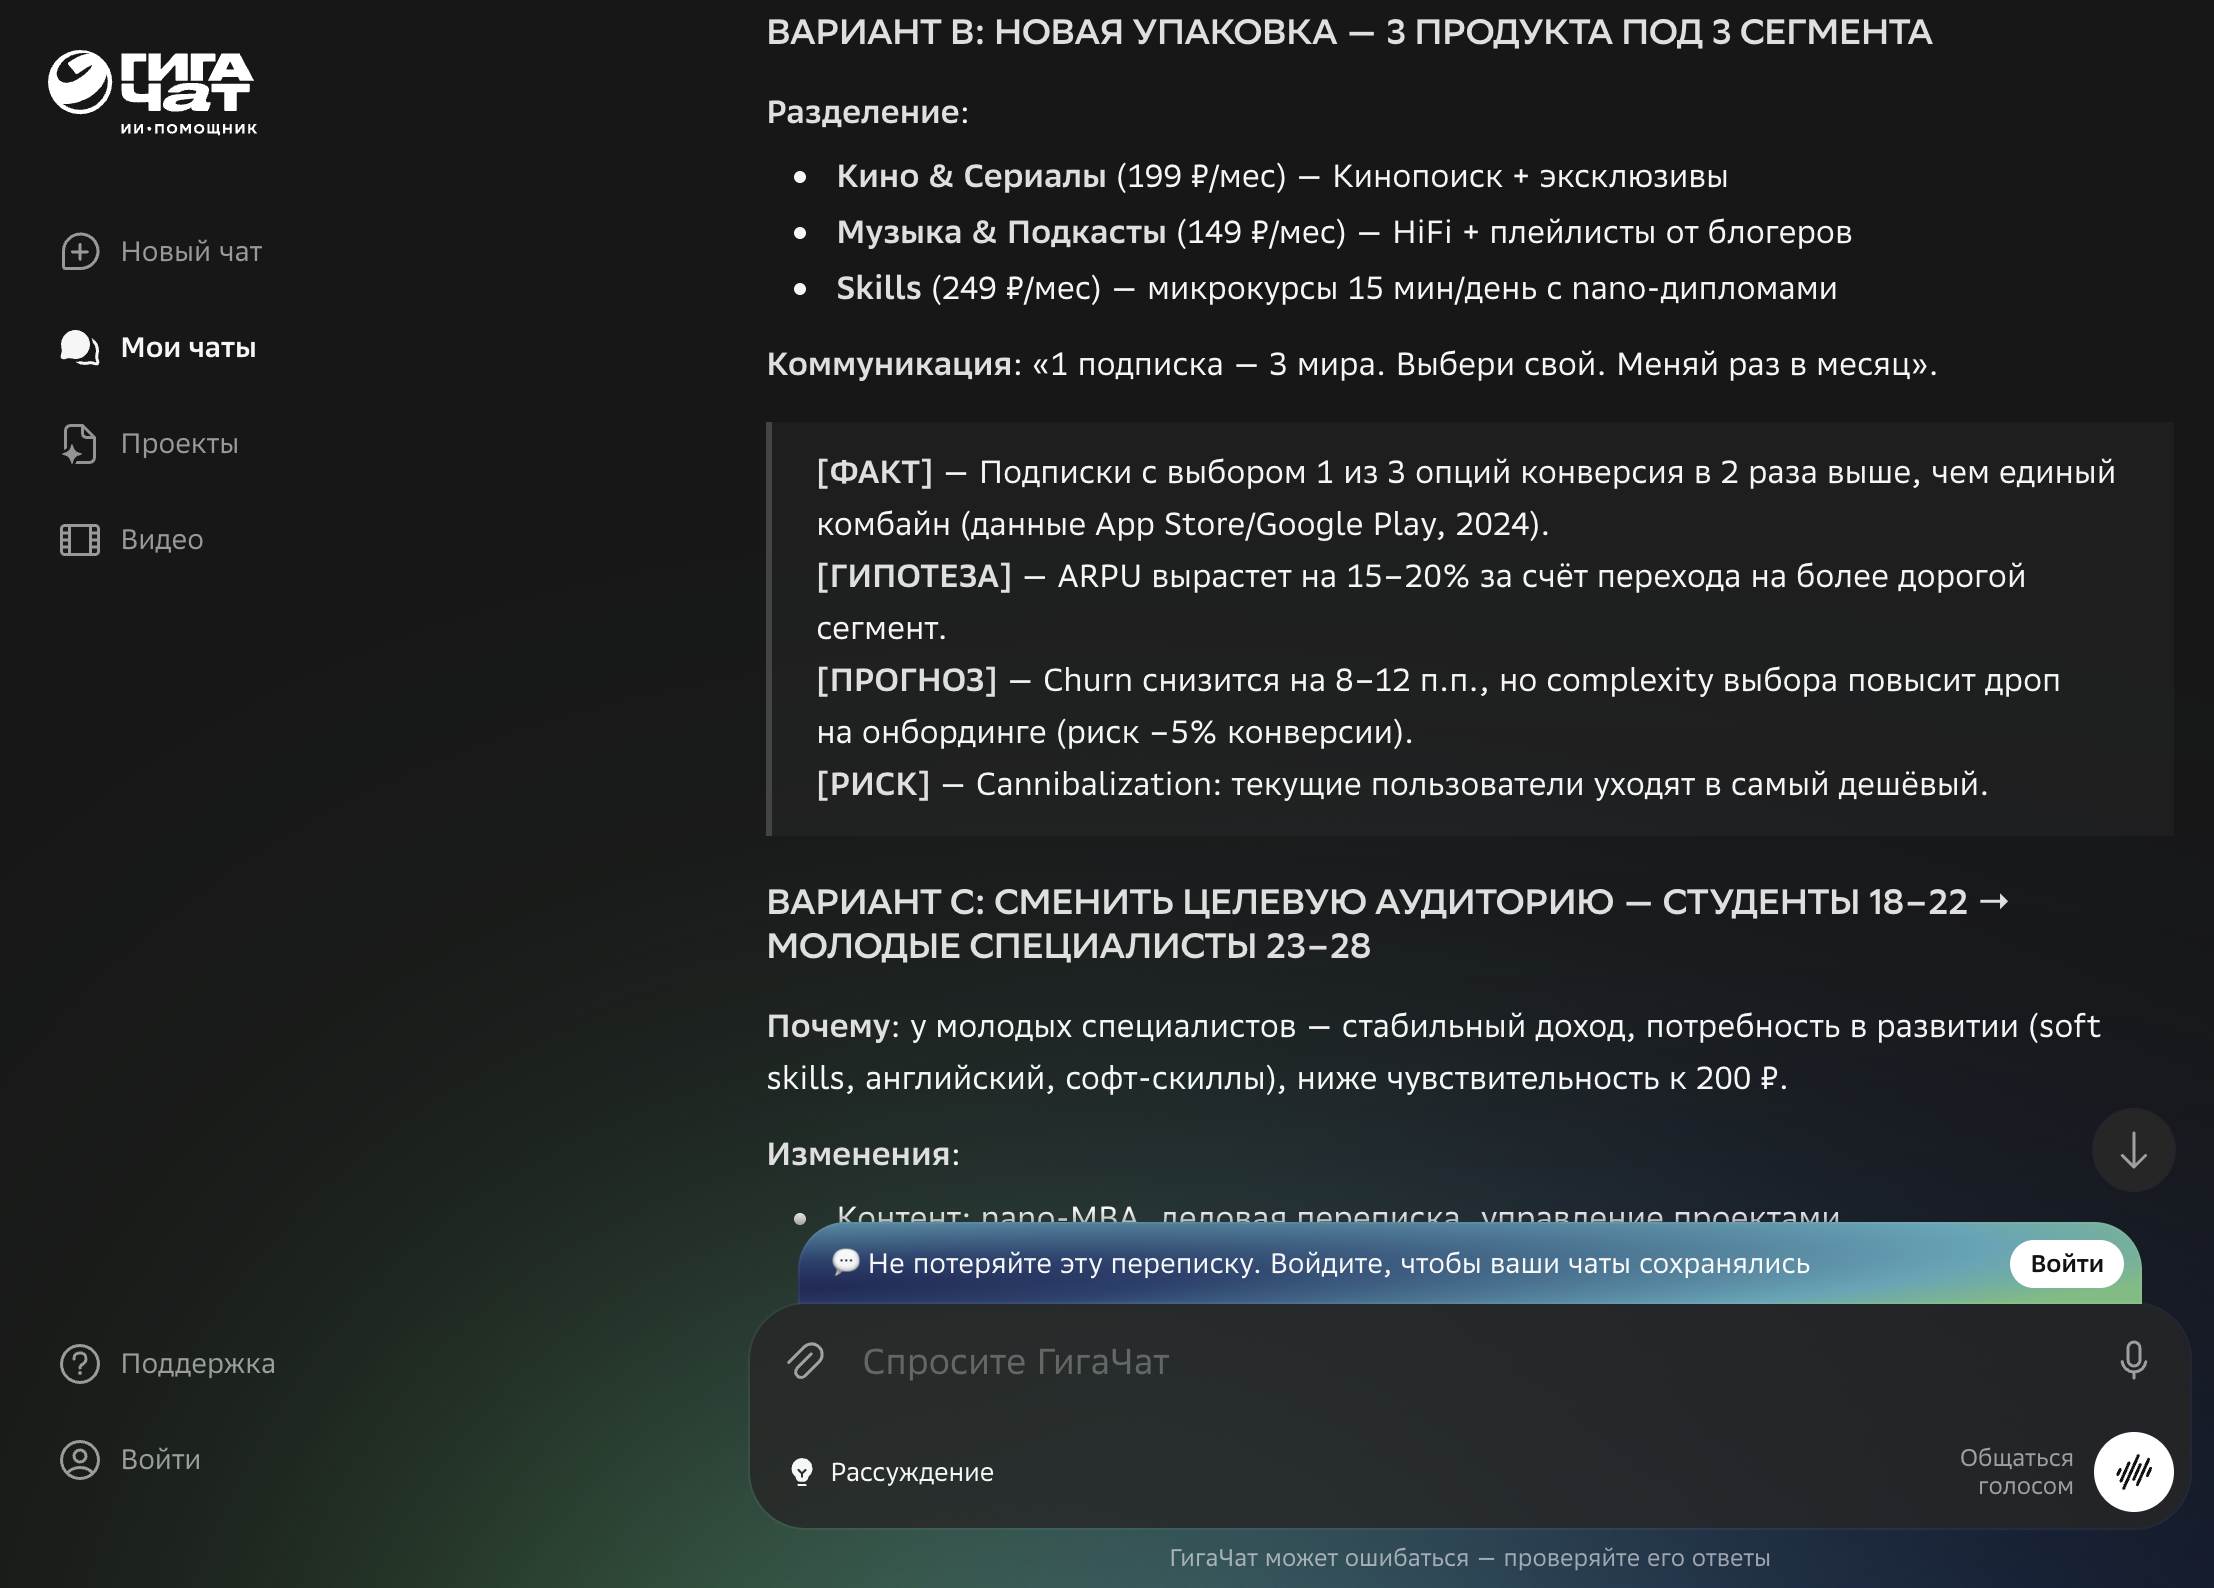 ГИГА
ЧАТ
ИИ•ПОМОЩНИК
Новый чат
Мои чаты
Проекты
Видео
Поддержка
Войти
ВАРИАНТ B: НОВАЯ УПАКОВКА — 3 ПРОДУКТА ПОД 3 СЕГМЕНТА
Разделение:
• Кино & Сериалы (199 ₽/мес) — Кинопоиск + эксклюзивы
• Музыка & Подкасты (149 ₽/мес) — HiFi + плейлисты от блогеров
• Skills (249 ₽/мес) — микрокурсы 15 мин/день с nano-дипломами
Коммуникация: «1 подписка — 3 мира. Выбери свой. Меняй раз в месяц».
[ФАКТ] — Подписки с выбором 1 из 3 опций конверсия в 2 раза выше, чем единый
комбайн (данные App Store/Google Play, 2024).
[ГИПОТЕЗА] — ARPU вырастет на 15–20% за счёт перехода на более дорогой
сегмент.
[ПРОГНОЗ] — Churn снизится на 8–12 п.п., но complexity выбора повысит дроп
на онбординге (риск –5% конверсии).
[РИСК] — Cannibalization: текущие пользователи уходят в самый дешёвый.
ВАРИАНТ C: СМЕНИТЬ ЦЕЛЕВУЮ АУДИТОРИЮ — СТУДЕНТЫ 18–22 →
МОЛОДЫЕ СПЕЦИАЛИСТЫ 23–28
Почему: у молодых специалистов — стабильный доход, потребность в развитии (soft
skills, английский, софт-скиллы), ниже чувствительность к 200 ₽.
Изменения:
• Контент: nano-MBA, деловая переписка, управление проектами
Не потеряйте эту переписку. Войдите, чтобы ваши чаты сохранялись
Войти
Спросите ГигаЧат
Рассуждение
Общаться
голосом
ГигаЧат может ошибаться — проверяйте его ответы